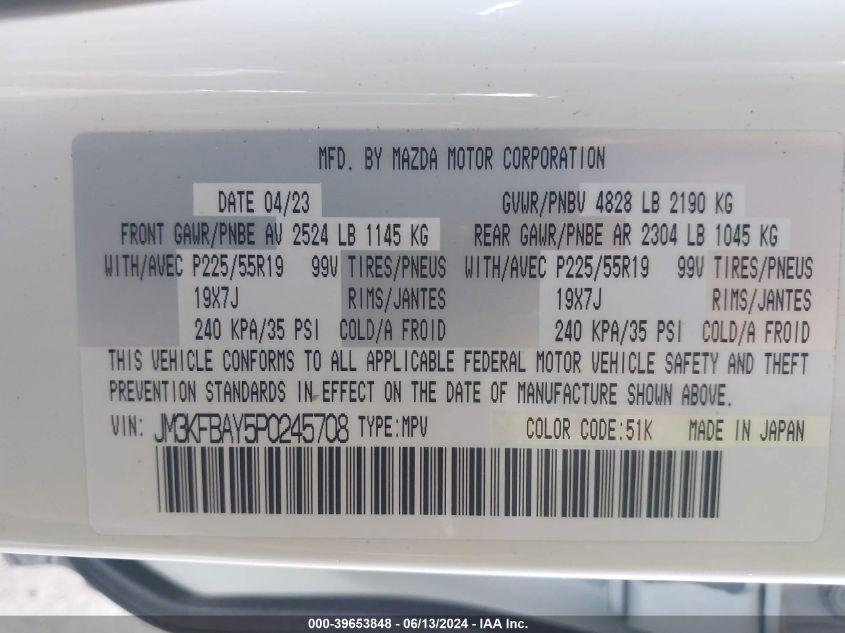 MFD. BY MAZDA MOTOR CORPORATION
DATE 04/23 GVWR/PNBV 4828 LB 2190 KG
FRONT GAWR/PNBE AV 2524 LB 1145 KG REAR GAWR/PNBE AR 2304 LB 1045 KG
WITH/AVEC P225/55R19 99V TIRES/PNEUS WITH/AVEC P225/55R19 99V TIRES/PNEUS
19X7J RIMS/JANTES 19X7J RIMS/JANTES
240 KPA/35 PSI COLD/A FROID 240 KPA/35 PSI COLD/A FROID
THIS VEHICLE CONFORMS TO ALL APPLICABLE FEDERAL MOTOR VEHICLE SAFETY AND THEFT
PREVENTION STANDARDS IN EFFECT ON THE DATE OF MANUFACTURE SHOWN ABOVE.
VIN: JM3KFBAY5P0245708 TYPE:MPV COLOR CODE:51K MADE IN JAPAN
000-39653848 - 06/13/2024 - IAA Inc.